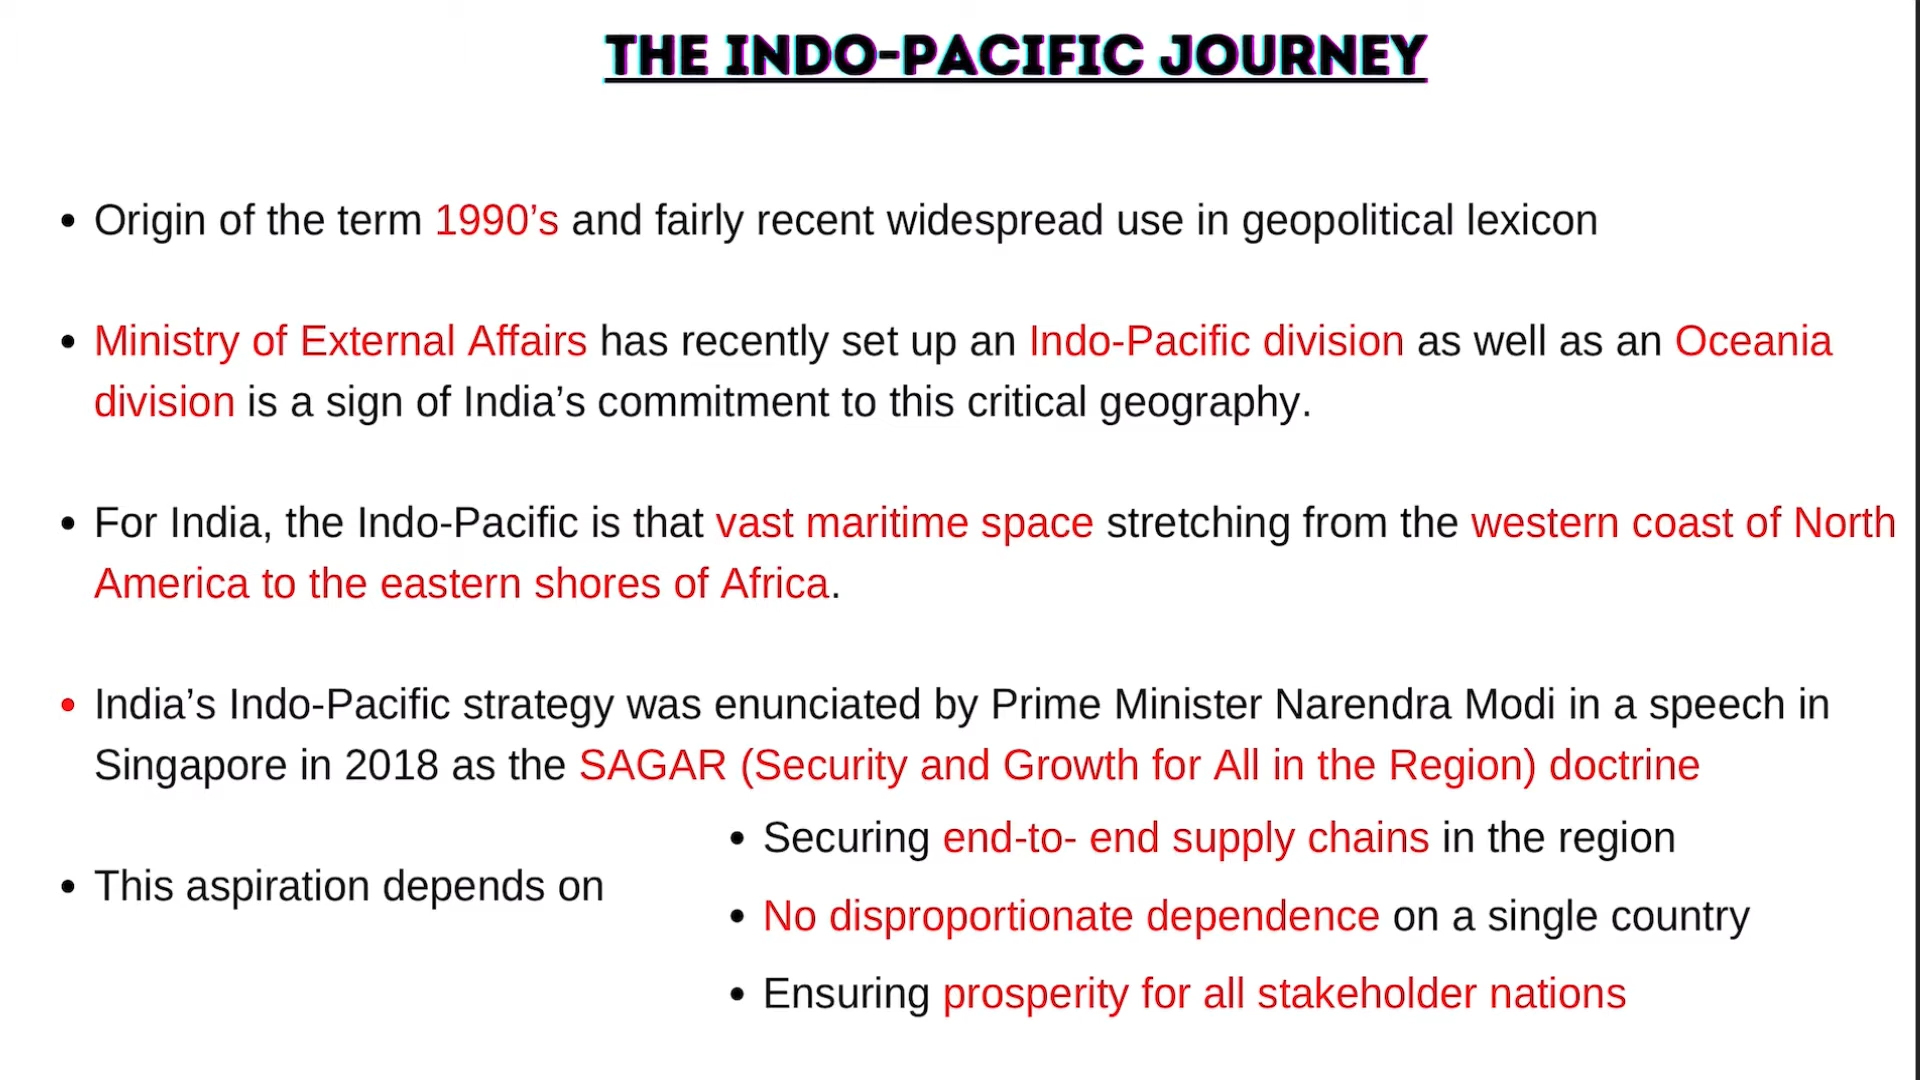 THE INDO-PACIFIC JOURNEY
• Origin of the term 1990’s and fairly recent widespread use in geopolitical lexicon
• Ministry of External Affairs has recently set up an Indo-Pacific division as well as an Oceania
division is a sign of India’s commitment to this critical geography.
• For India, the Indo-Pacific is that vast maritime space stretching from the western coast of North
America to the eastern shores of Africa.
• India’s Indo-Pacific strategy was enunciated by Prime Minister Narendra Modi in a speech in
Singapore in 2018 as the SAGAR (Security and Growth for All in the Region) doctrine
• This aspiration depends on
• Securing end-to- end supply chains in the region
• No disproportionate dependence on a single country
• Ensuring prosperity for all stakeholder nations